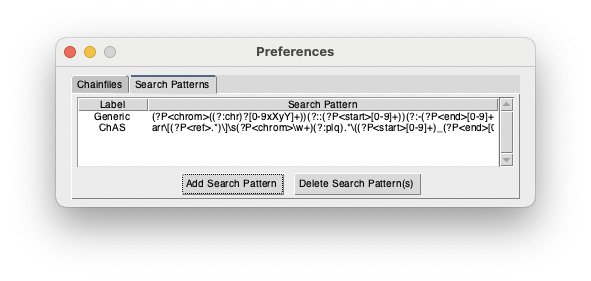 Preferences
Chainfiles Search Patterns
Label Search Pattern
Generic (?P<chrom>((?:chr)?[0-9xXyY]+))(?::(?P<start>[0-9]+))(?:-(?P<end>[0-9]+
ChAS arr\[(?P<ref>.*)\]\s(?P<chrom>\w+)(?:p|q).*\((?P<start>[0-9]+)_(?P<end>[0
Add Search Pattern Delete Search Pattern(s)